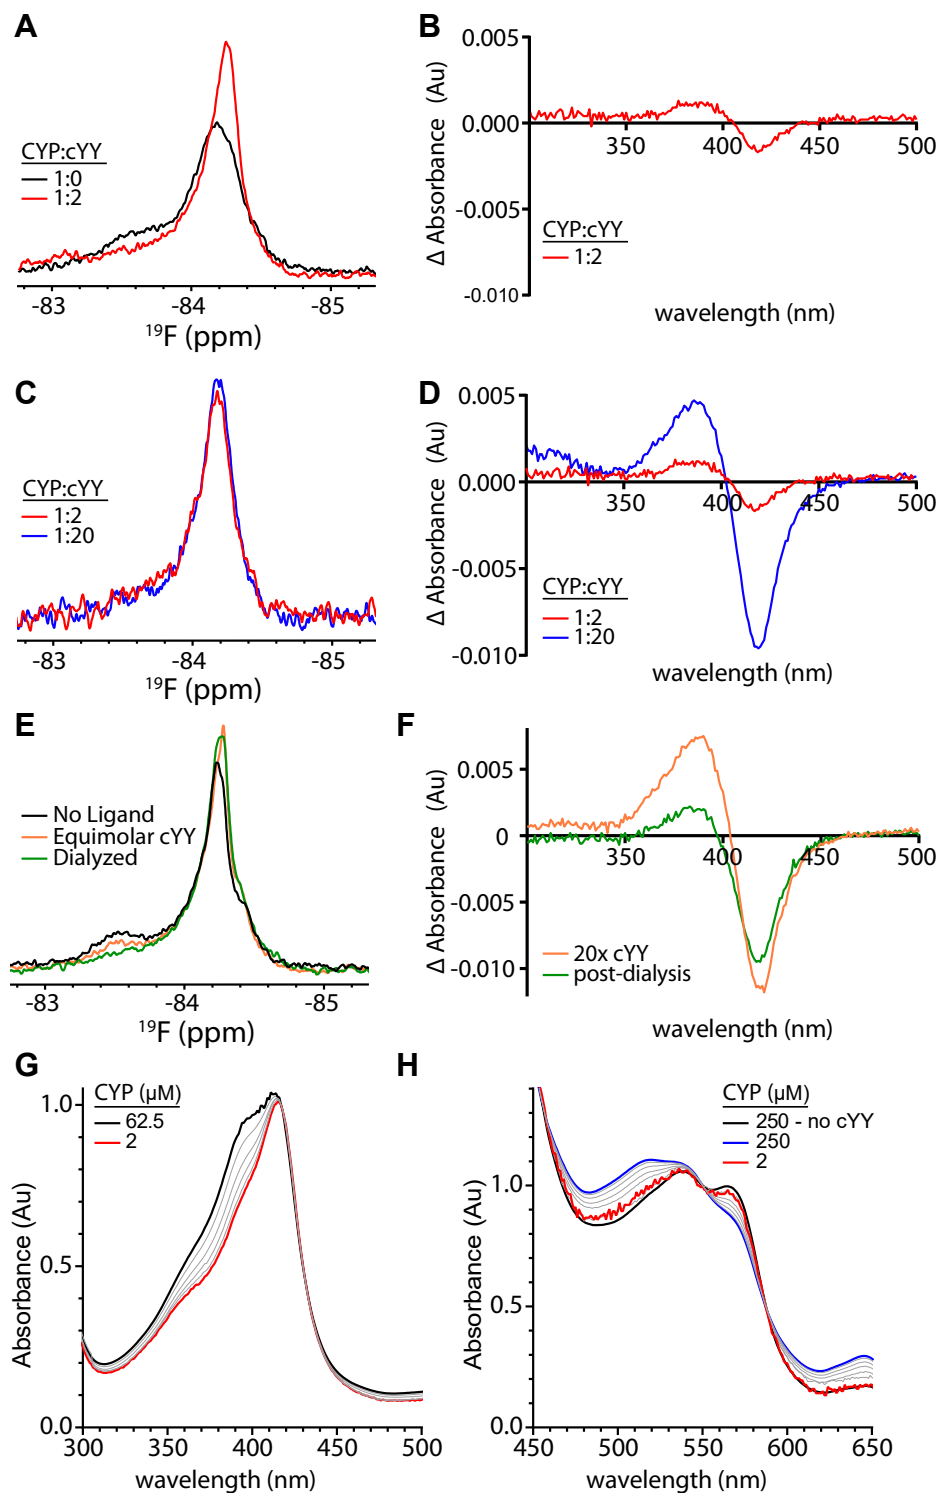 A
CYP:cYY
1:0
1:2
-83
-84
-85
19F (ppm)
B
Δ Absorbance (Au)
0.005
0.000
-0.005
-0.010
350
400
450
500
CYP:cYY
1:2
wavelength (nm)
C
CYP:cYY
1:2
1:20
-83
-84
-85
19F (ppm)
D
Δ Absorbance (Au)
0.005
0.000
-0.005
-0.010
350
400
450
500
CYP:cYY
1:2
1:20
wavelength (nm)
E
No Ligand
Equimolar cYY
Dialyzed
-83
-84
-85
19F (ppm)
F
Δ Absorbance (Au)
0.005
0
-0.005
-0.010
350
400
450
500
20x cYY
post-dialysis
wavelength (nm)
G
CYP (µM)
62.5
2
Absorbance (Au)
1.0
0.5
0.0
300
350
400
450
500
wavelength (nm)
H
CYP (µM)
250 - no cYY
250
2
Absorbance (Au)
1.0
0.5
0.0
450
500
550
600
650
wavelength (nm)